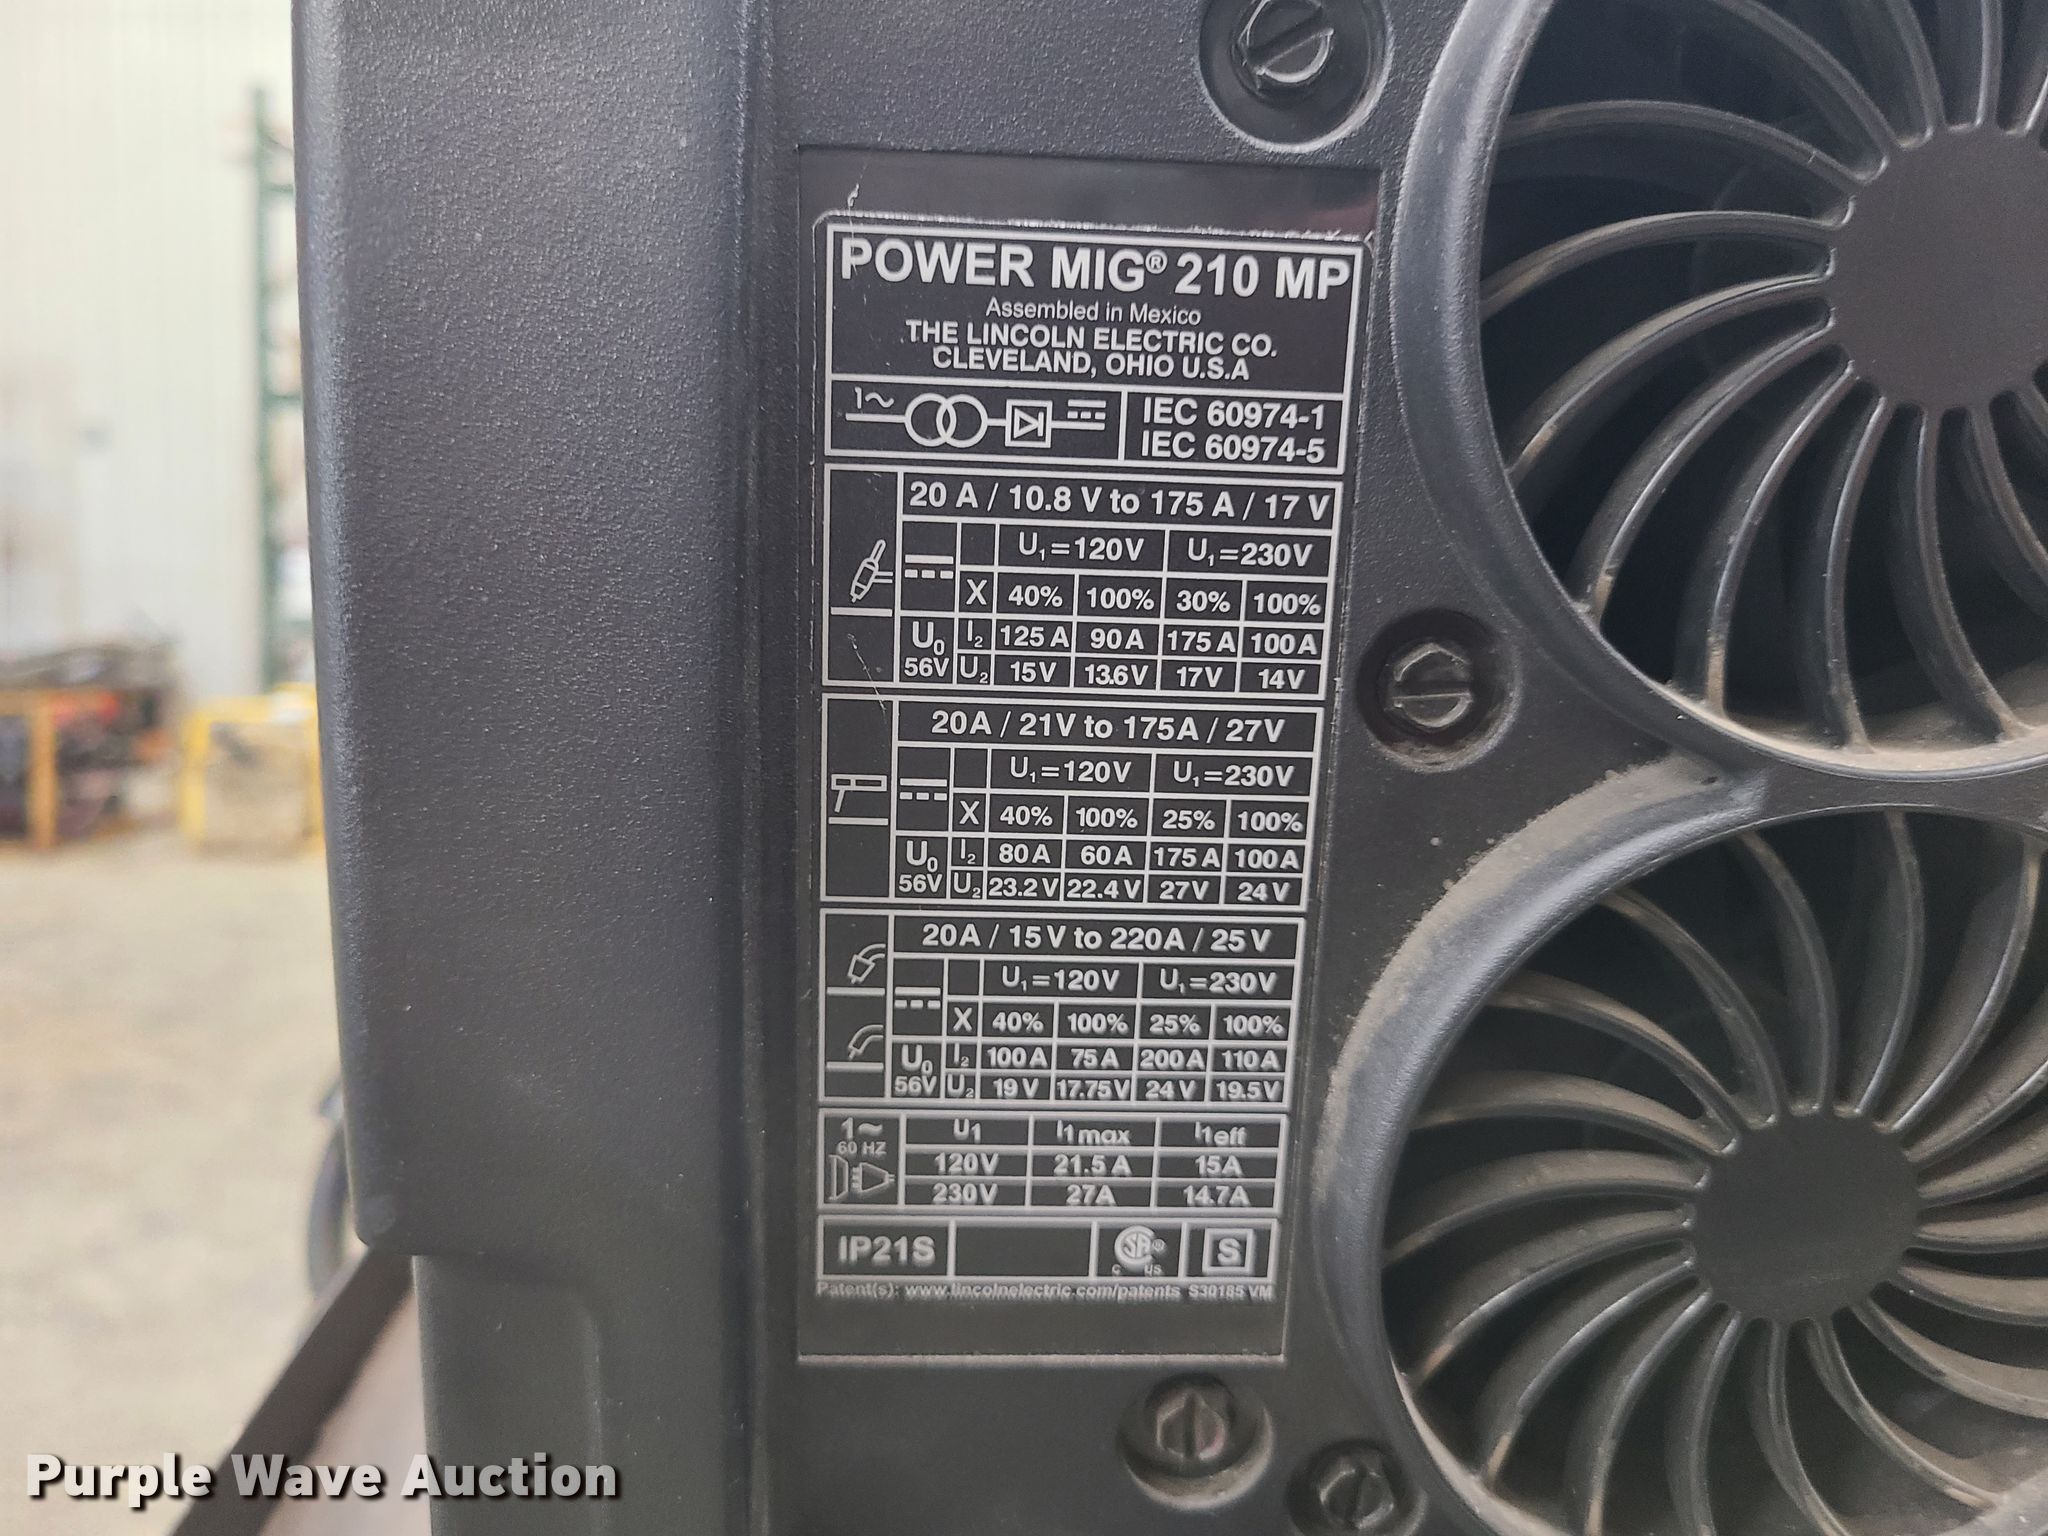 POWER MIG® 210 MP
Assembled in Mexico
THE LINCOLN ELECTRIC CO.
CLEVELAND, OHIO U.S.A
1~ IEC 60974-1
IEC 60974-5
20 A / 10.8 V to 175 A / 17 V
U1=120V U1=230V
X 40% 100% 30% 100%
U0 I2 125 A 90 A 175 A 100 A
56V U2 15V 13.6V 17V 14V
20A / 21V to 175A / 27V
U1=120V U1=230V
X 40% 100% 25% 100%
U0 I2 80 A 60 A 175 A 100 A
56V U2 23.2 V 22.4 V 27V 24 V
20A / 15 V to 220A / 25 V
U1=120V U1=230V
X 40% 100% 25% 100%
U0 I2 100 A 75 A 200 A 110 A
56V U2 19 V 17.75V 24 V 19.5V
1~ U1 I1max I1eff
60 HZ 120V 21.5 A 15A
230V 27A 14.7A
IP21S SA® C US S
Patent(s): www.lincolnelectric.com/patents S30185 VM
Purple Wave Auction